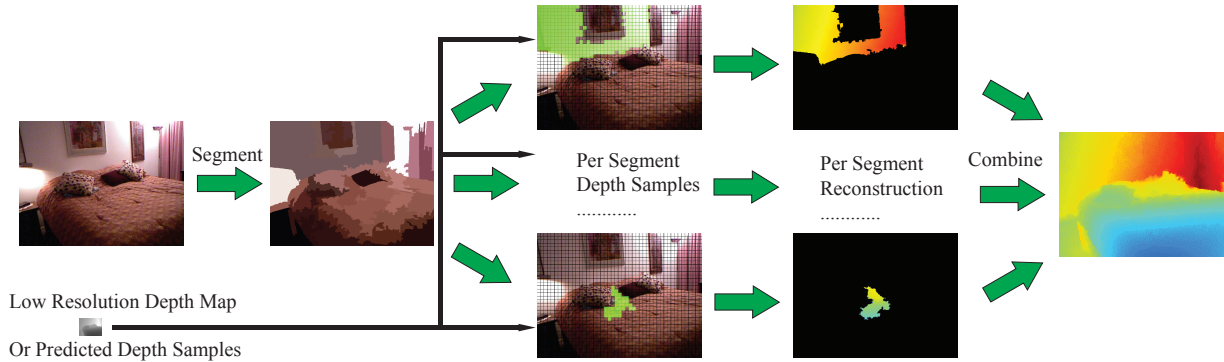 Segment
Per Segment
Depth Samples
............
Per Segment
Reconstruction
............
Combine
Low Resolution Depth Map
Or Predicted Depth Samples